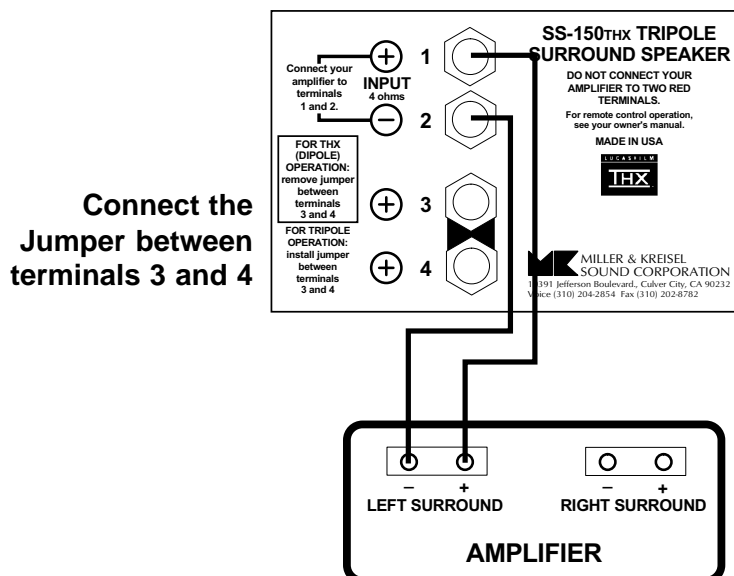 SS-150THX TRIPOLE
SURROUND SPEAKER
DO NOT CONNECT YOUR
AMPLIFIER TO TWO RED
TERMINALS.
For remote control operation,
see your owner's manual.
MADE IN USA
LUCASFILM
THX
Connect your
amplifier to
terminals
1 and 2.
+
1
INPUT
4 ohms
−
2
FOR THX
(DIPOLE)
OPERATION:
remove jumper
between
terminals
3 and 4
+
3
FOR TRIPOLE
OPERATION:
install jumper
between
terminals
3 and 4
+
4
Connect the
Jumper between
terminals 3 and 4
MK MILLER & KREISEL
SOUND CORPORATION
391 Jefferson Boulevard., Culver City, CA 90232
Voice (310) 204-2854 Fax (310) 202-8782
− +
LEFT SURROUND
− +
RIGHT SURROUND
AMPLIFIER